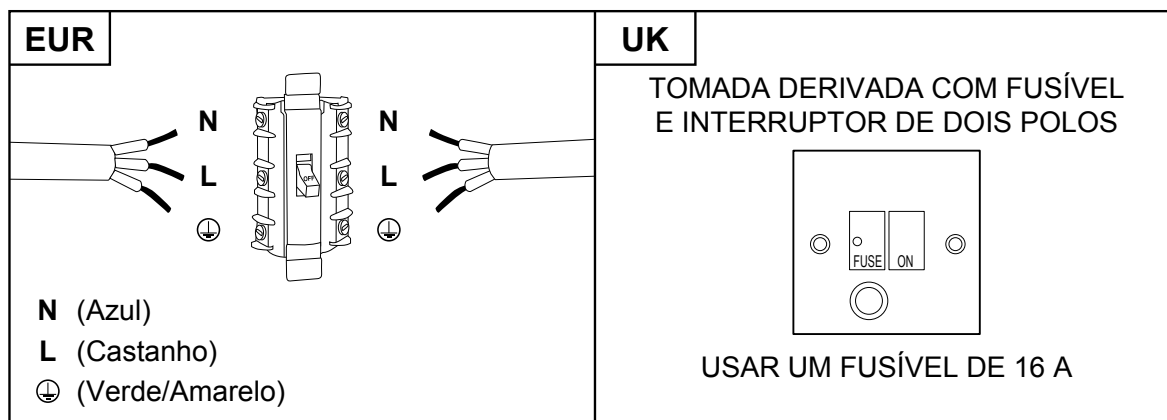 EUR
N
L
OFF
N
L
N (Azul)
L (Castanho)
(Verde/Amarelo)
UK
TOMADA DERIVADA COM FUSÍVEL
E INTERRUPTOR DE DOIS POLOS
FUSE
ON
USAR UM FUSÍVEL DE 16 A